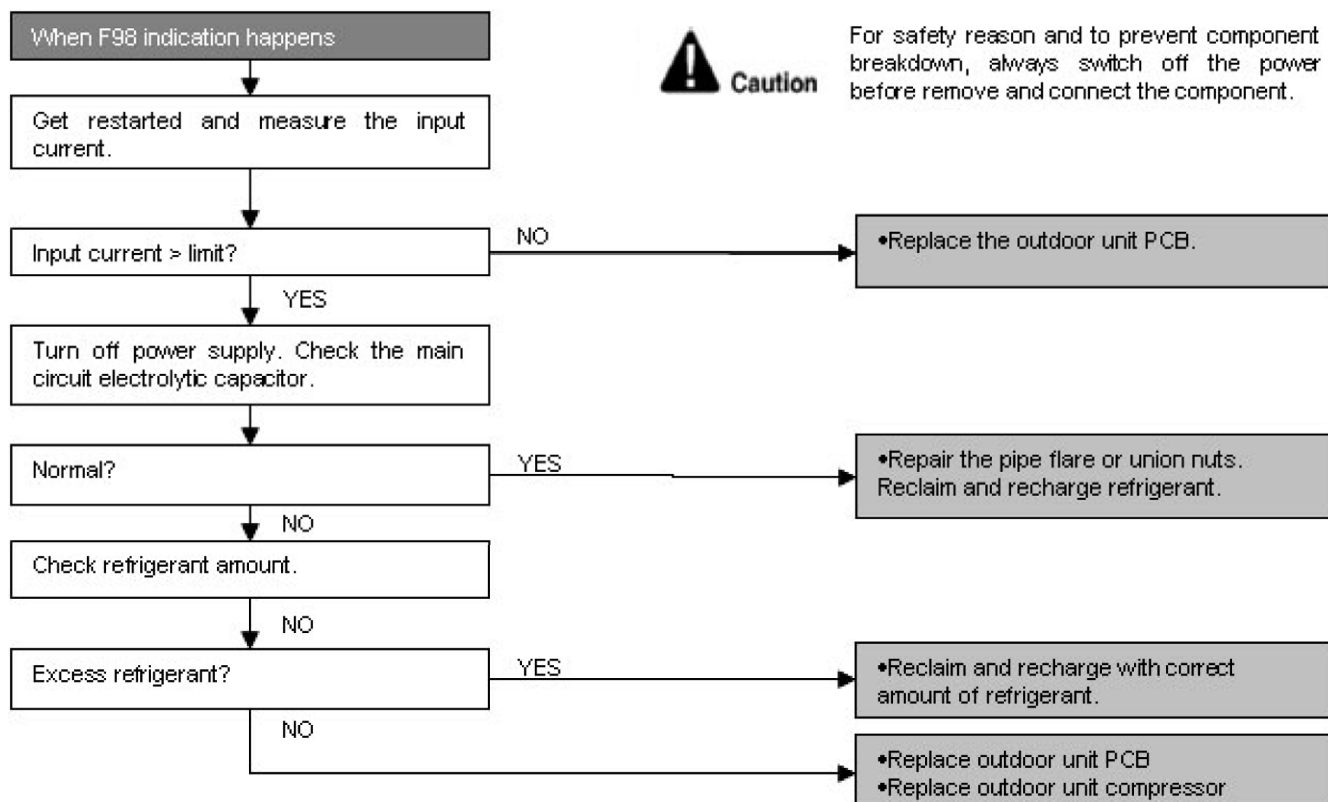 When F98 indication happens
Caution
For safety reason and to prevent component
breakdown, always switch off the power
before remove and connect the component.
Get restarted and measure the input
current.
Input current > limit?
NO
•Replace the outdoor unit PCB.
YES
Turn off power supply. Check the main
circuit electrolytic capacitor.
Normal?
YES
•Repair the pipe flare or union nuts.
Reclaim and recharge refrigerant.
NO
Check refrigerant amount.
NO
Excess refrigerant?
YES
•Reclaim and recharge with correct
amount of refrigerant.
NO
•Replace outdoor unit PCB
•Replace outdoor unit compressor